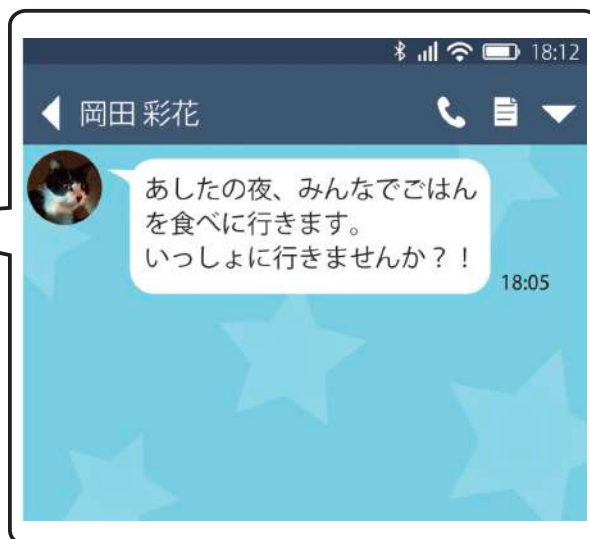 18:12
岡田 彩花
あしたの夜、みんなでごはん
を食べに行きます。
いっしょに行きませんか？！
18:05